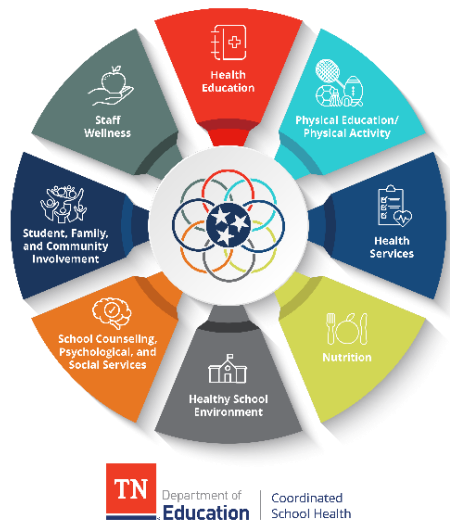 Health
Education
Physical Education/
Physical Activity
Health
Services
Nutrition
Healthy School
Environment
School Counseling,
Psychological, and
Social Services
Student, Family,
and Community
Involvement
Staff
Wellness
TN
Department of
Education
Coordinated
School Health